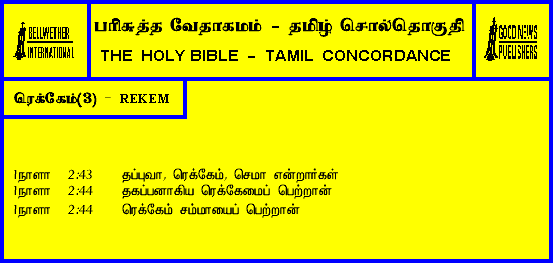 BELLWETHER
INTERNATIONAL
பரிசுத்த வேதாகமம் - தமிழ் சொல்தொகுதி
THE HOLY BIBLE - TAMIL CONCORDANCE
GOOD NEWS
PUBLISHERS
ரெக்கேம்(3) - REKEM
1நாளா 2:43 தப்புவா, ரெக்கேம், செமா என்றார்கள்
1நாளா 2:44 தகப்பனாகிய ரெக்கேமைப் பெற்றான்
1நாளா 2:44 ரெக்கேம் சம்மாயைப் பெற்றான்